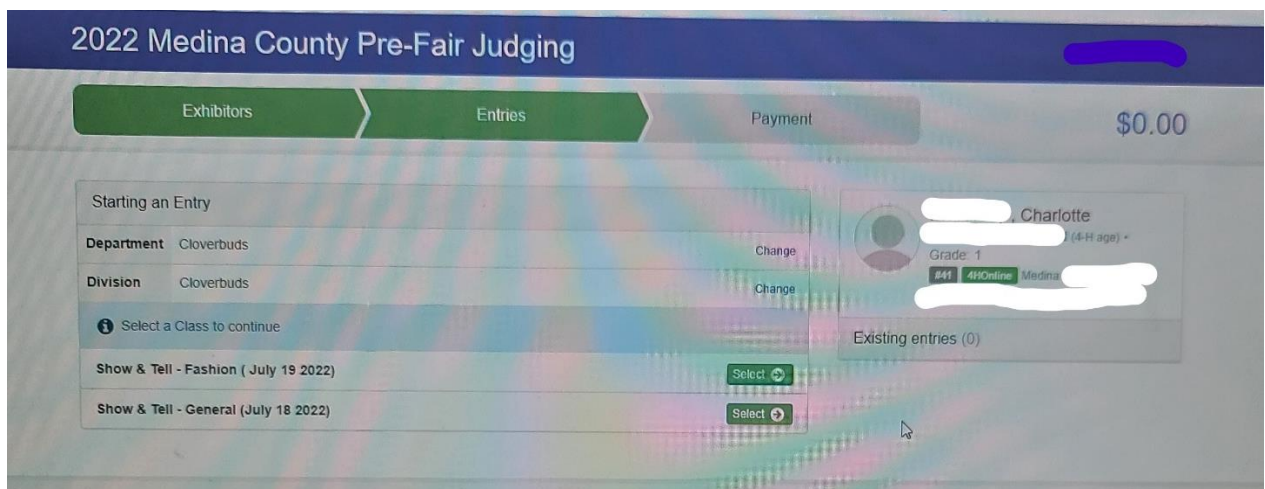 2022 Medina County Pre-Fair Judging
Exhibitors
Entries
Payment
$0.00
Starting an Entry
Department Cloverbuds Change
Division Cloverbuds Change
Select a Class to continue
Show & Tell - Fashion ( July 19 2022) Select
Show & Tell - General (July 18 2022) Select
, Charlotte
(4-H age) •
Grade: 1
#41 4HOnline Medina
Existing entries (0)